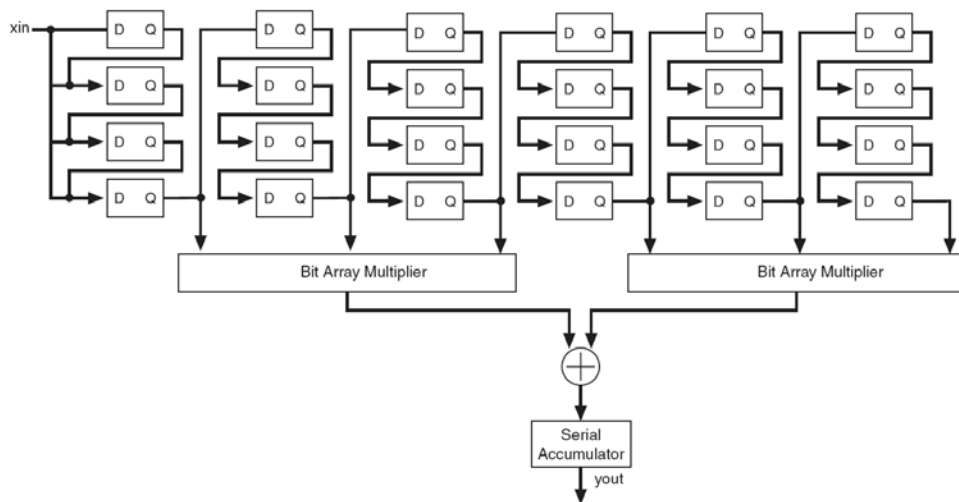 xin D Q D Q D Q D Q D Q D Q
D Q D Q D Q D Q D Q D Q
D Q D Q D Q D Q D Q D Q
D Q D Q D Q D Q D Q D Q
Bit Array Multiplier Bit Array Multiplier
Serial
Accumulator
yout